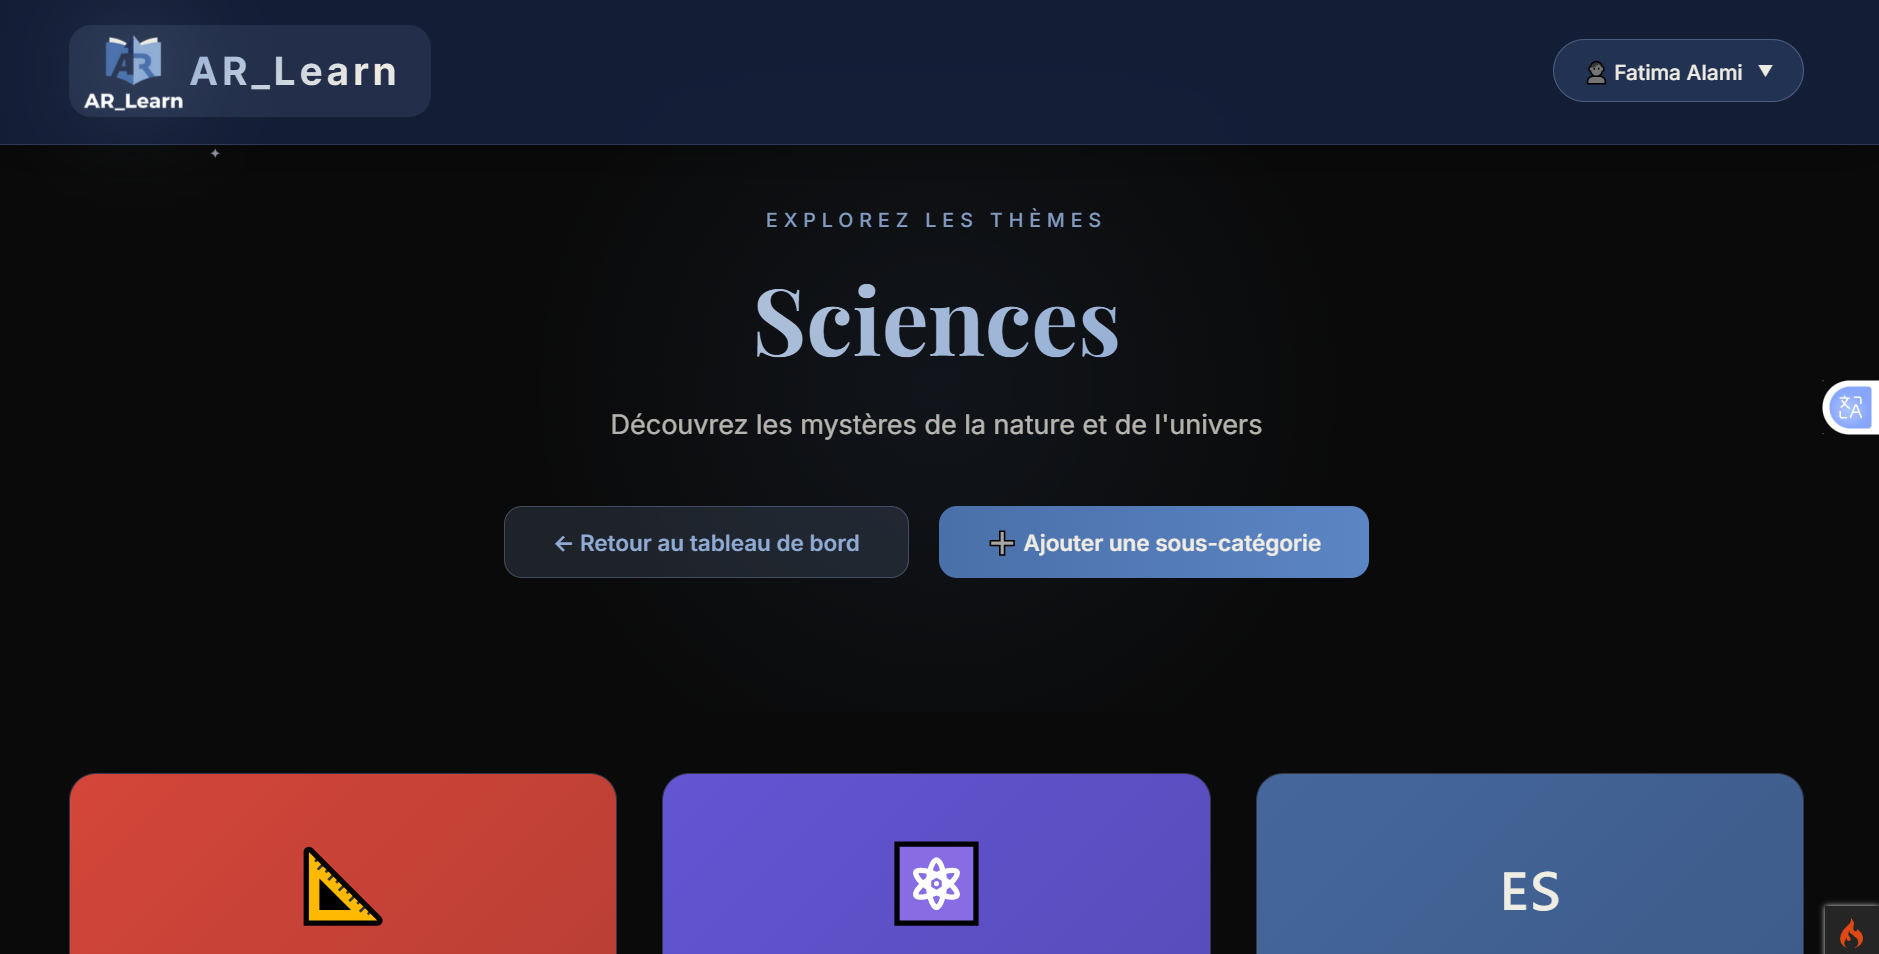 AR_Learn
AR
AR_Learn
Fatima Alami ▼
EXPLOREZ LES THÈMES
Sciences
Découvrez les mystères de la nature et de l'univers
← Retour au tableau de bord
➕ Ajouter une sous-catégorie
ES